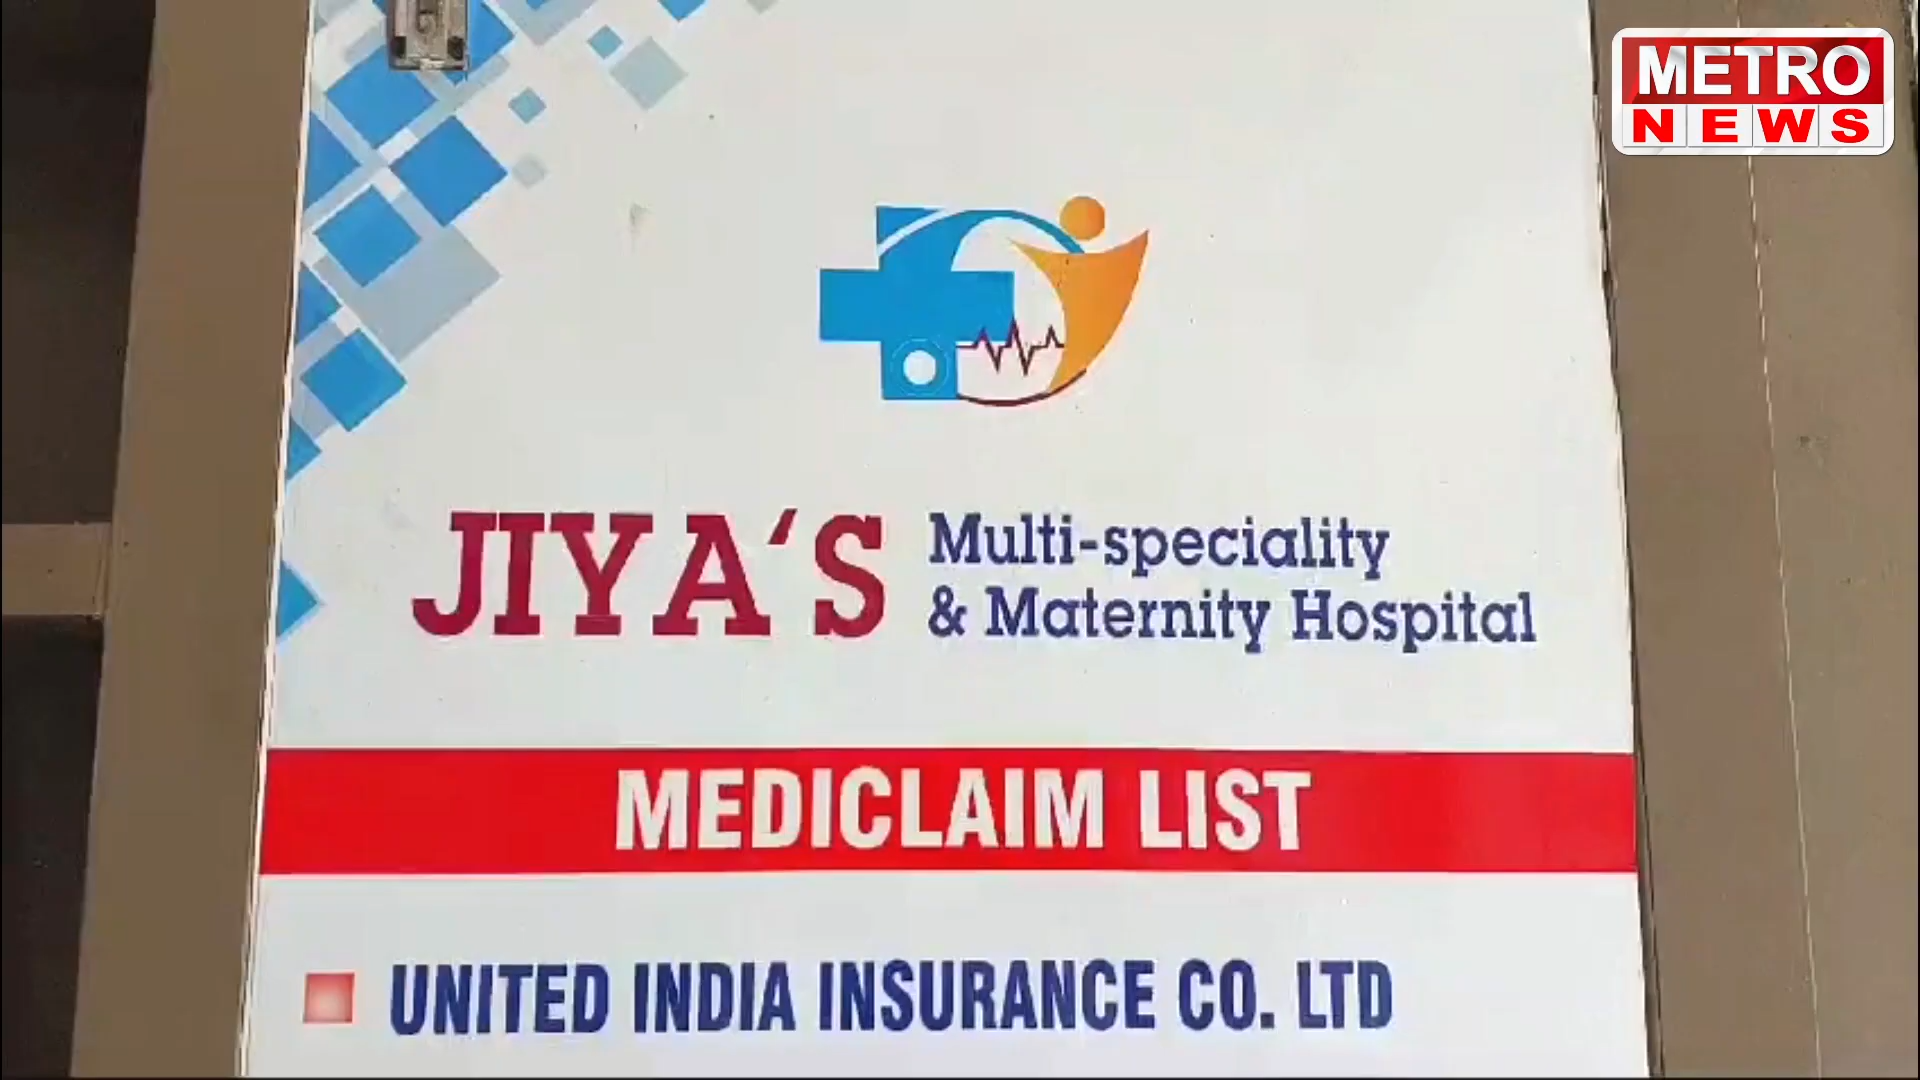 METRO
NEWS
JIYA'S Multi-speciality
& Maternity Hospital
MEDICLAIM LIST
UNITED INDIA INSURANCE CO. LTD